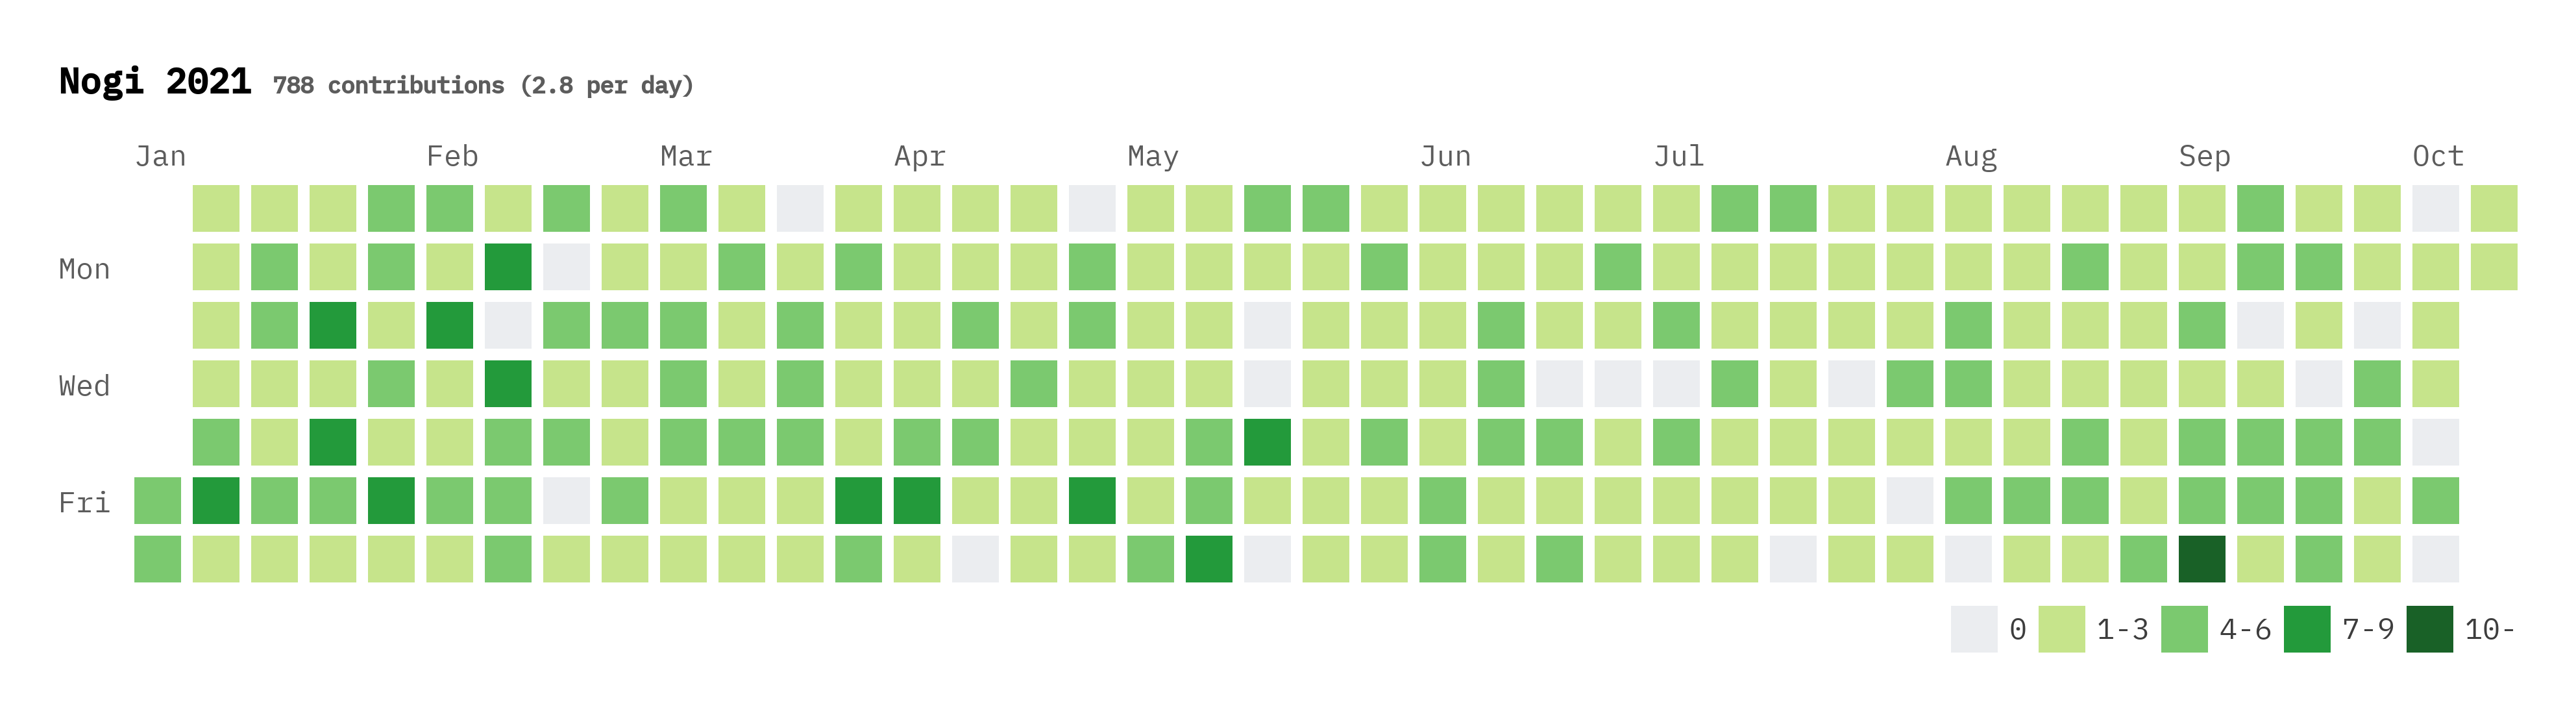 Nogi 2021 788 contributions (2.8 per day)
Jan Feb Mar Apr May Jun Jul Aug Sep Oct
Mon
Wed
Fri
0 1-3 4-6 7-9 10-